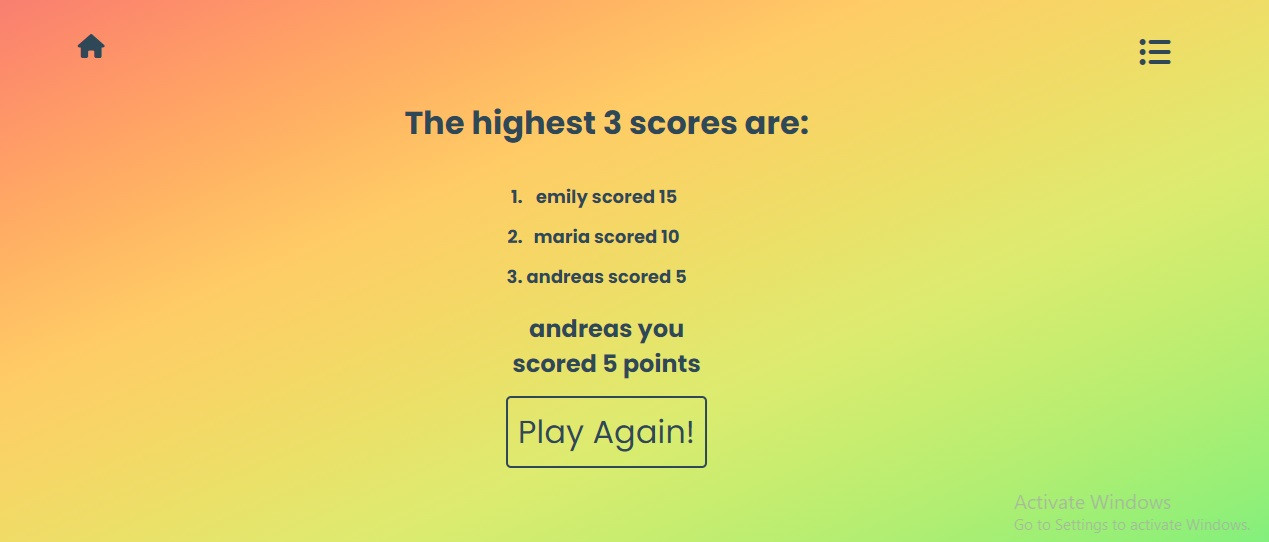 The highest 3 scores are:
1. emily scored 15
2. maria scored 10
3. andreas scored 5
andreas you
scored 5 points
Play Again!
Activate Windows
Go to Settings to activate Windows.